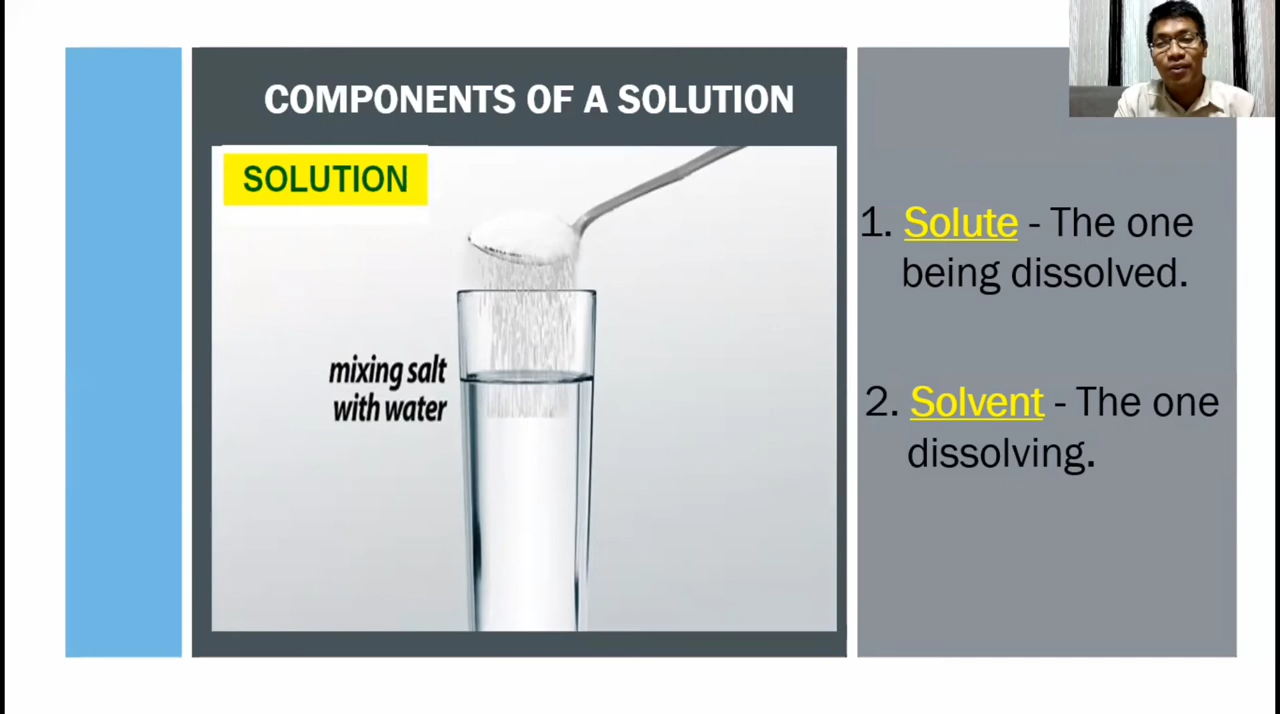 COMPONENTS OF A SOLUTION
SOLUTION
mixing salt
with water
1. Solute - The one
being dissolved.
2. Solvent - The one
dissolving.